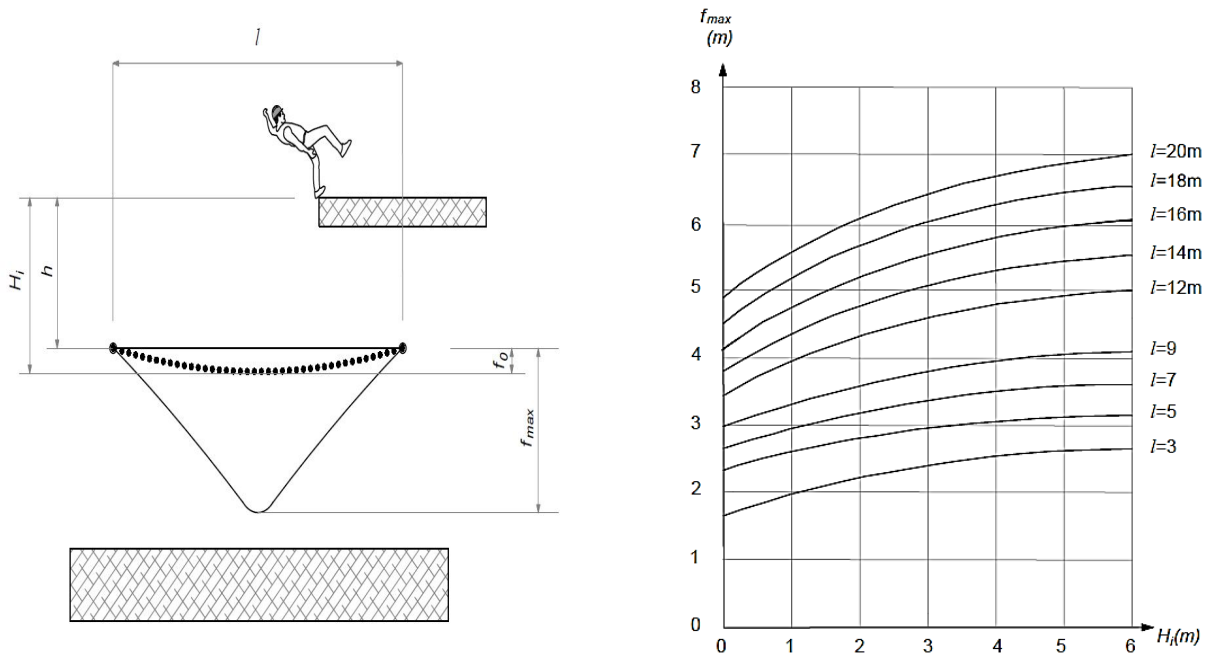 l
H_i
h
f_o
f_max
f_max
(m)
8
7
6
5
4
3
2
1
0
l=20m
l=18m
l=16m
l=14m
l=12m
l=9
l=7
l=5
l=3
0 1 2 3 4 5 6 H_i(m)